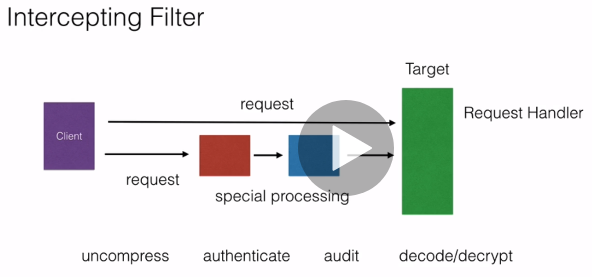 Intercepting Filter
Target
request
Request Handler
Client
request
special processing
uncompress authenticate audit decode/decrypt